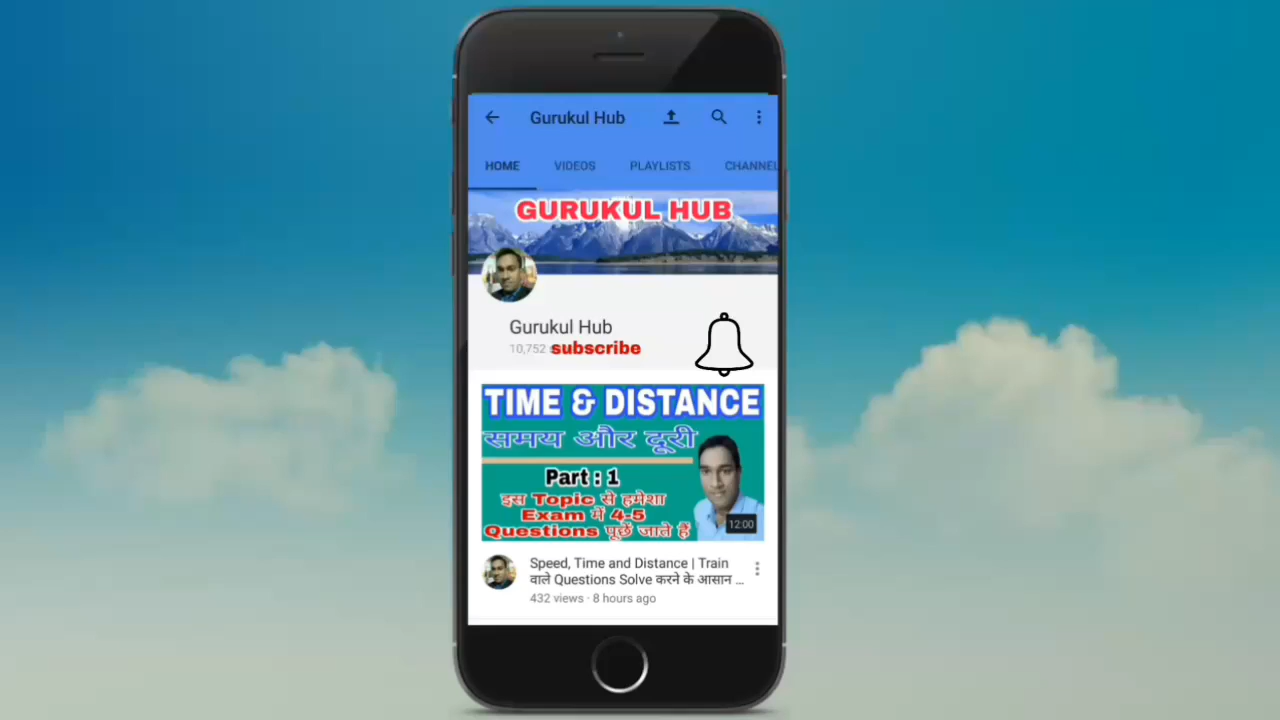 Gurukul Hub
HOME VIDEOS PLAYLISTS CHANNEL
GURUKUL HUB
Gurukul Hub
10,752 subscribe
TIME & DISTANCE
समय और दूरी
Part : 1
इस Topic से हमेशा
Exam में 4-5
Questions पूछें जाते हैं
12:00
Speed, Time and Distance | Train
वाले Questions Solve करने के आसान ...
432 views · 8 hours ago